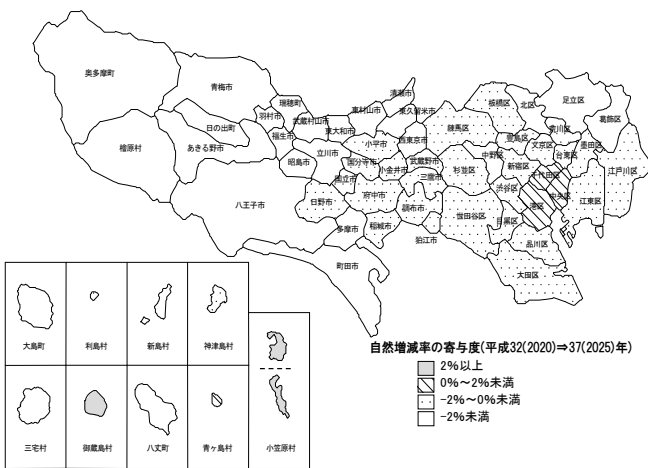 奥多摩町
青梅市
瑞穂町
羽村市
武蔵村山市
日の出町
福生市
東大和市
東村山市
清瀬市
東久留米市
檜原村
あきる野市
昭島市
立川市
小平市
西東京市
国分寺市
小金井市
武蔵野市
国立市
三鷹市
八王子市
日野市
府中市
調布市
多摩市
稲城市
狛江市
町田市
板橋区
北区
足立区
葛飾区
練馬区
荒川区
豊島区
文京区
墨田区
台東区
中野区
新宿区
千代田区
江戸川区
杉並区
渋谷区
中央区
江東区
港区
世田谷区
目黒区
品川区
大田区
大島町
利島村
新島村
神津島村
三宅村
御蔵島村
八丈町
青ヶ島村
小笠原村
自然増減率の寄与度(平成32(2020)⇒37(2025)年)
2%以上
0%～2%未満
-2%～0%未満
-2%未満